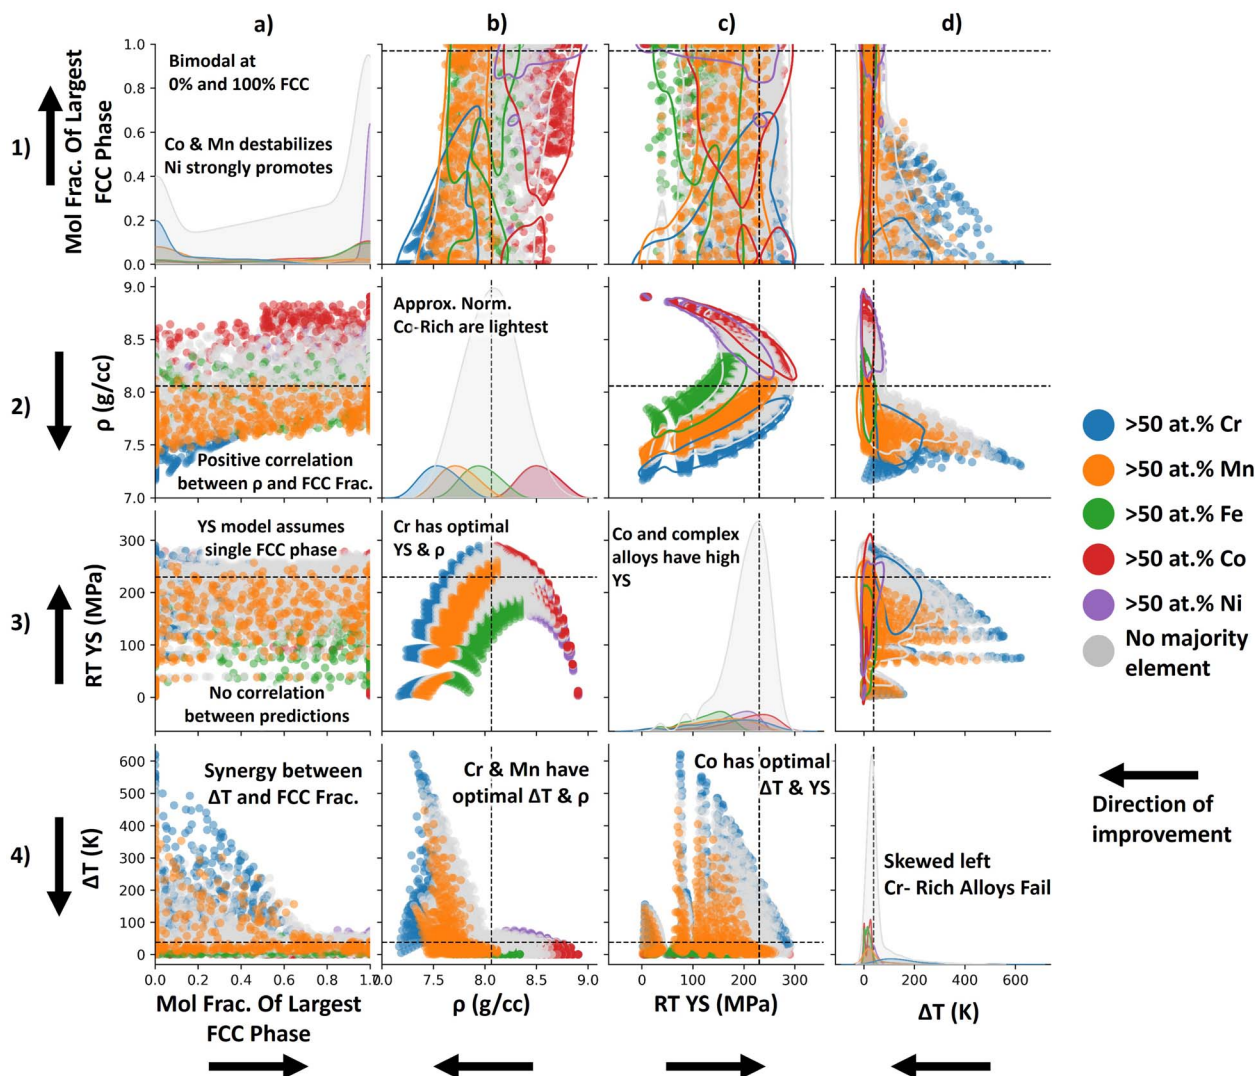 a)
b)
c)
d)
1)
Mol Frac. Of Largest
FCC Phase
1.0
0.8
0.6
0.4
0.2
0.0
Bimodal at
0% and 100% FCC
Co & Mn destabilizes
Ni strongly promotes
2)
ρ (g/cc)
9.0
8.5
8.0
7.5
7.0
Positive correlation
between ρ and FCC Frac.
Approx. Norm.
Co-Rich are lightest
3)
RT YS (MPa)
300
200
100
0
YS model assumes
single FCC phase
No correlation
between predictions
Cr has optimal
YS & ρ
Co and complex
alloys have high
YS
4)
ΔT (K)
600
500
400
300
200
100
0
Synergy between
ΔT and FCC Frac.
Cr & Mn have
optimal ΔT & ρ
Co has optimal
ΔT & YS
Skewed left
Cr- Rich Alloys Fail
0.0 0.2 0.4 0.6 0.8 1.0
Mol Frac. Of Largest
FCC Phase
7.5 8.0 8.5 9.0
ρ (g/cc)
0 100 200 300
RT YS (MPa)
0 200 400 600
ΔT (K)
>50 at.% Cr
>50 at.% Mn
>50 at.% Fe
>50 at.% Co
>50 at.% Ni
No majority
element
Direction of
improvement